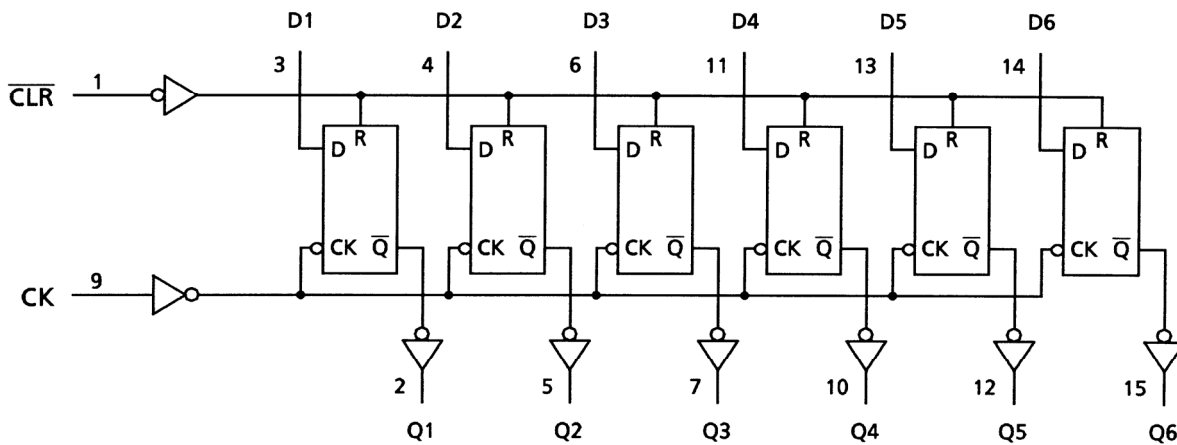 D1 D2 D3 D4 D5 D6
3 4 6 11 13 14
C̅L̅R̅ 1
R R R R R R
D D D D D D
CK Q̅ CK Q̅ CK Q̅ CK Q̅ CK Q̅ CK Q̅
CK 9
2 5 7 10 12 15
Q1 Q2 Q3 Q4 Q5 Q6